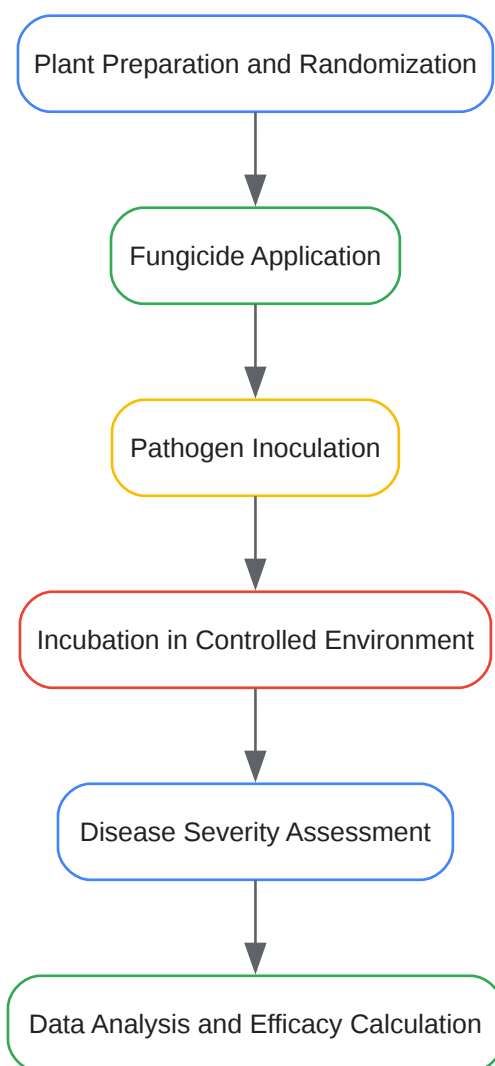 Plant Preparation and Randomization
Fungicide Application
Pathogen Inoculation
Incubation in Controlled Environment
Disease Severity Assessment
Data Analysis and Efficacy Calculation